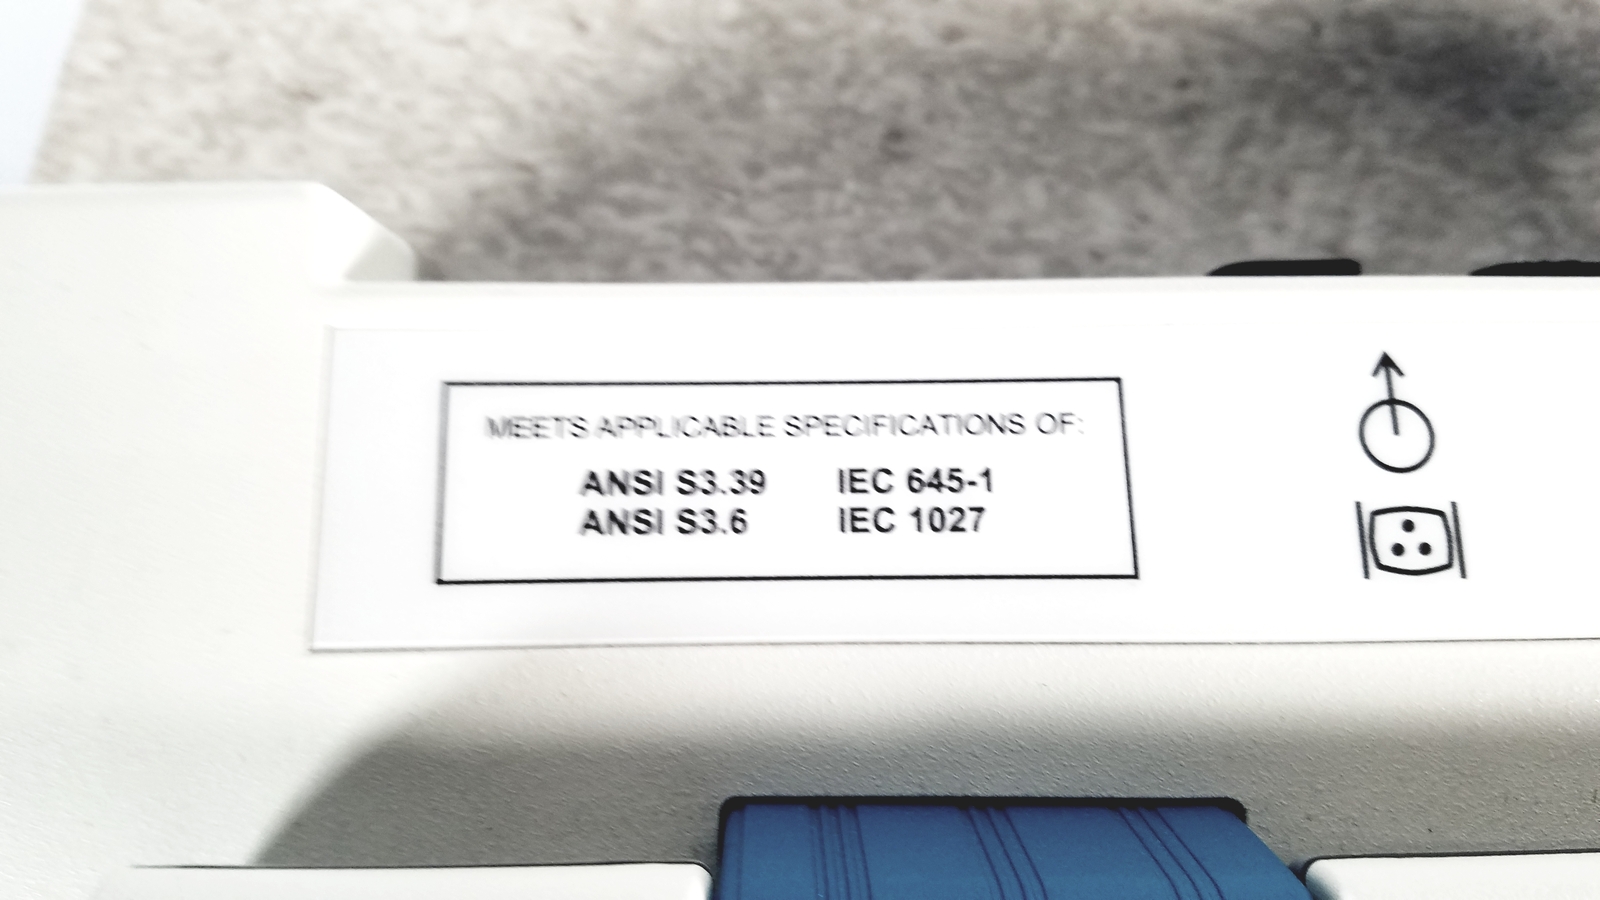 MEETS APPLICABLE SPECIFICATIONS OF:
ANSI S3.39 IEC 645-1
ANSI S3.6 IEC 1027